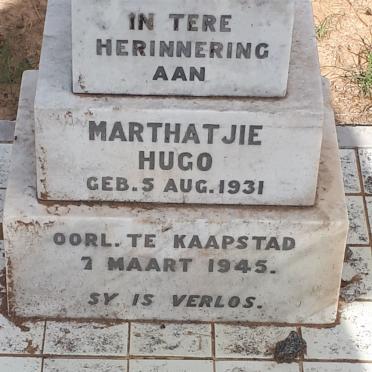 IN TERE
HERINNERING
AAN
MARTHATJIE
HUGO
GEB. 5 AUG. 1931
OORL. TE KAAPSTAD
7 MAART 1945.
SY IS VERLOS.